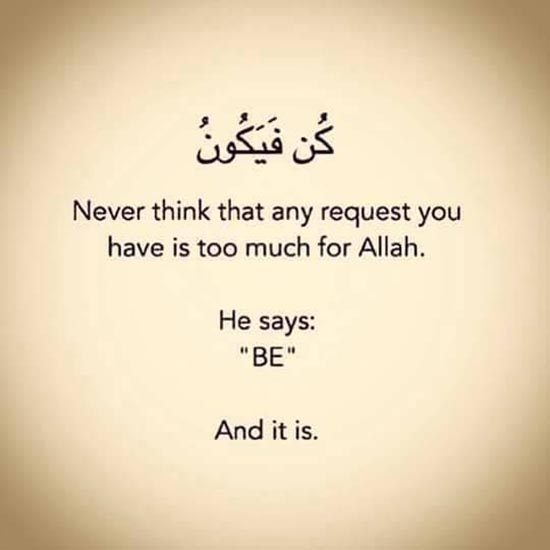 كُن فَيَكُونُ
Never think that any request you
have is too much for Allah.
He says:
"BE"
And it is.